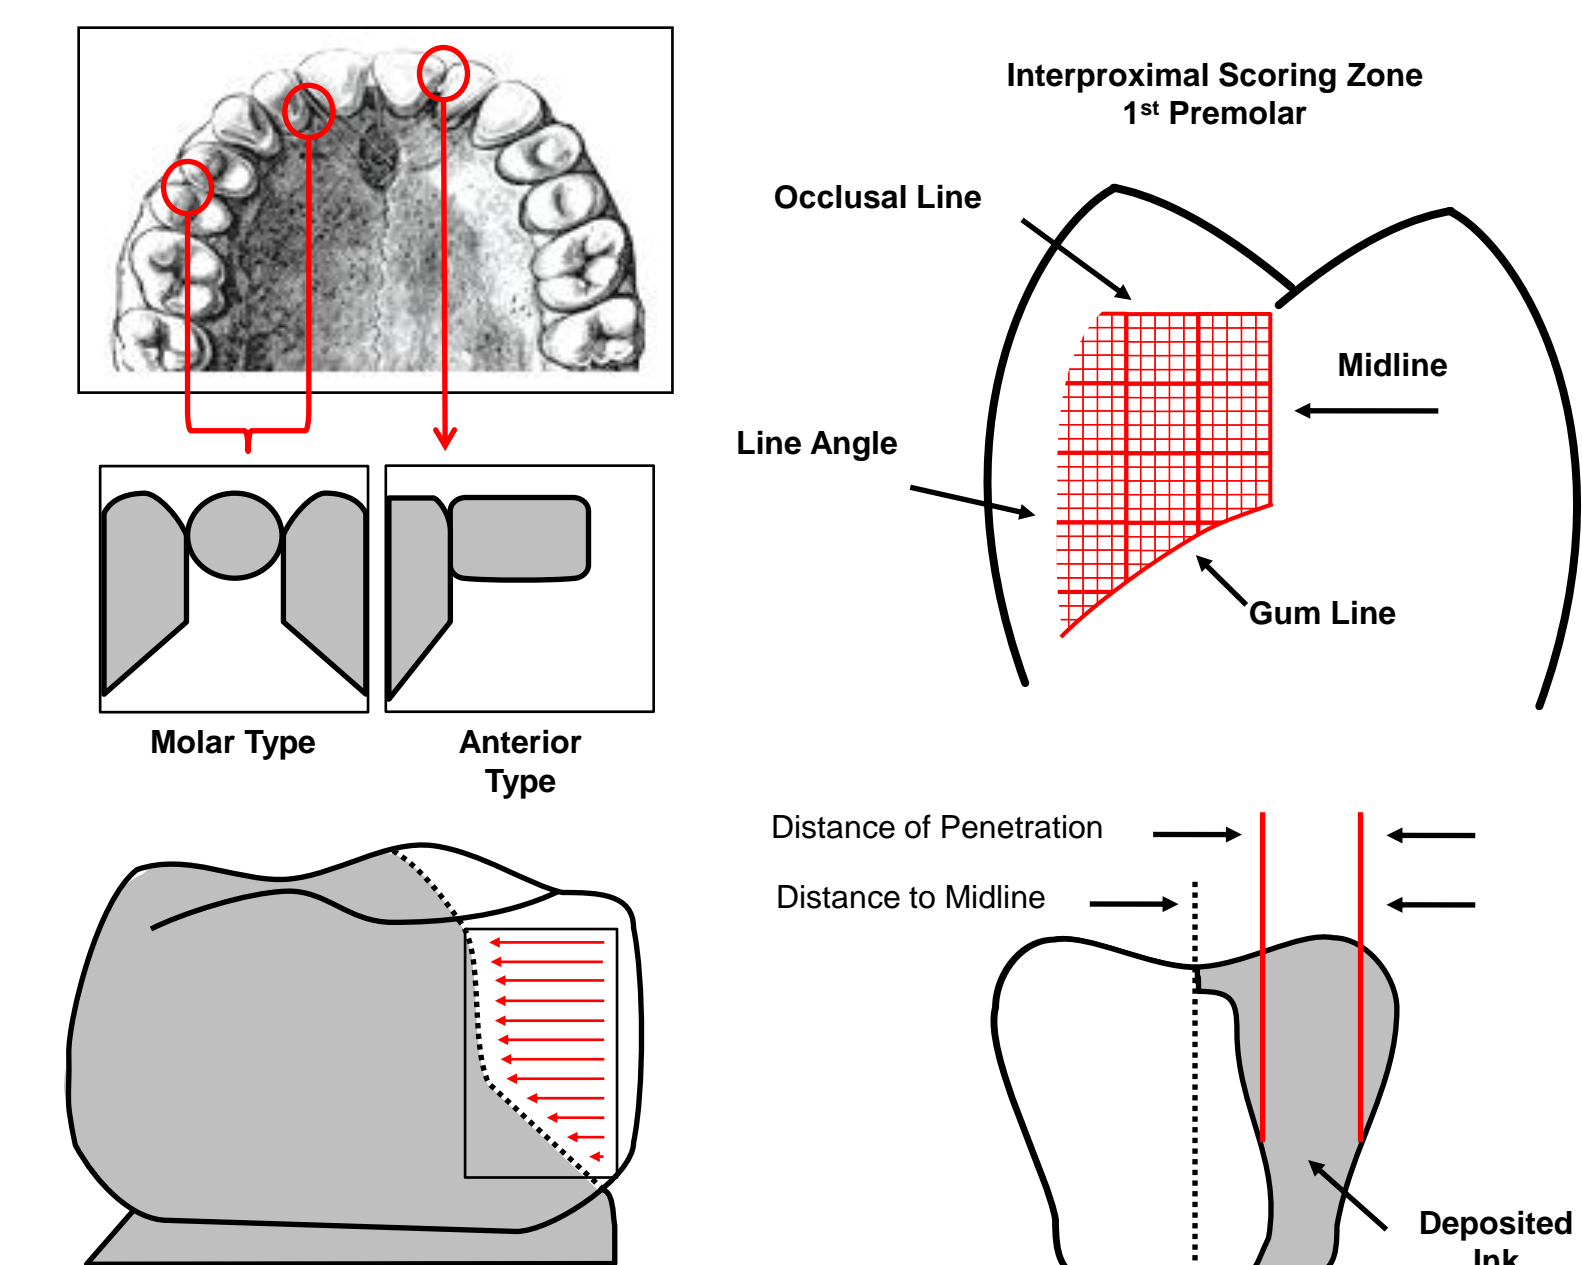 Interproximal Scoring Zone
1st Premolar
Occlusal Line
Midline
Line Angle
Gum Line
Molar Type
Anterior
Type
Distance of Penetration
Distance to Midline
Deposited
Ink